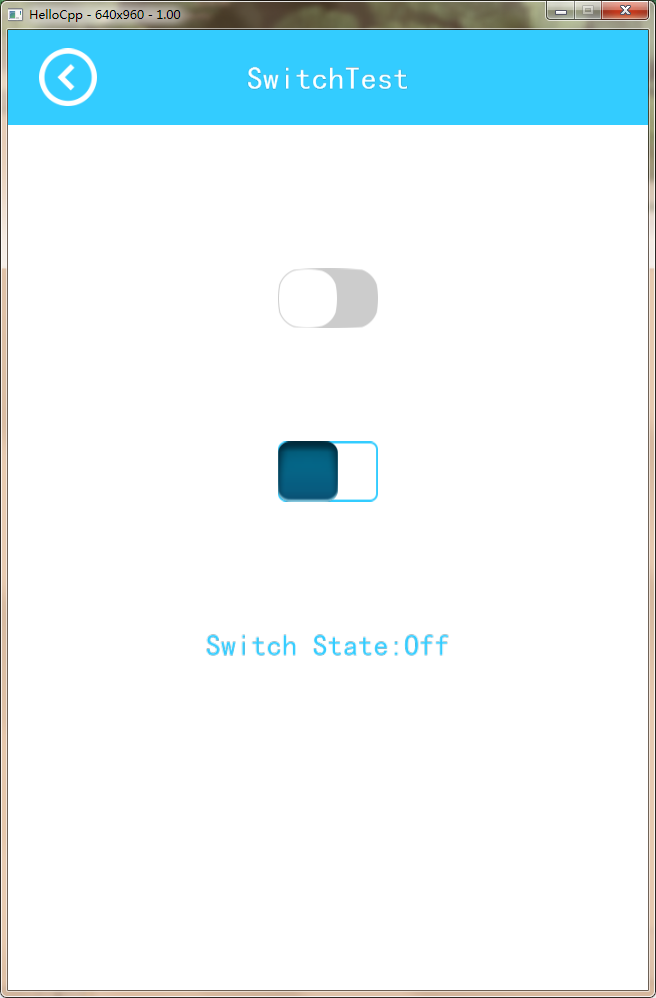 HelloCpp - 640x960 - 1.00
SwitchTest
Switch State:Off